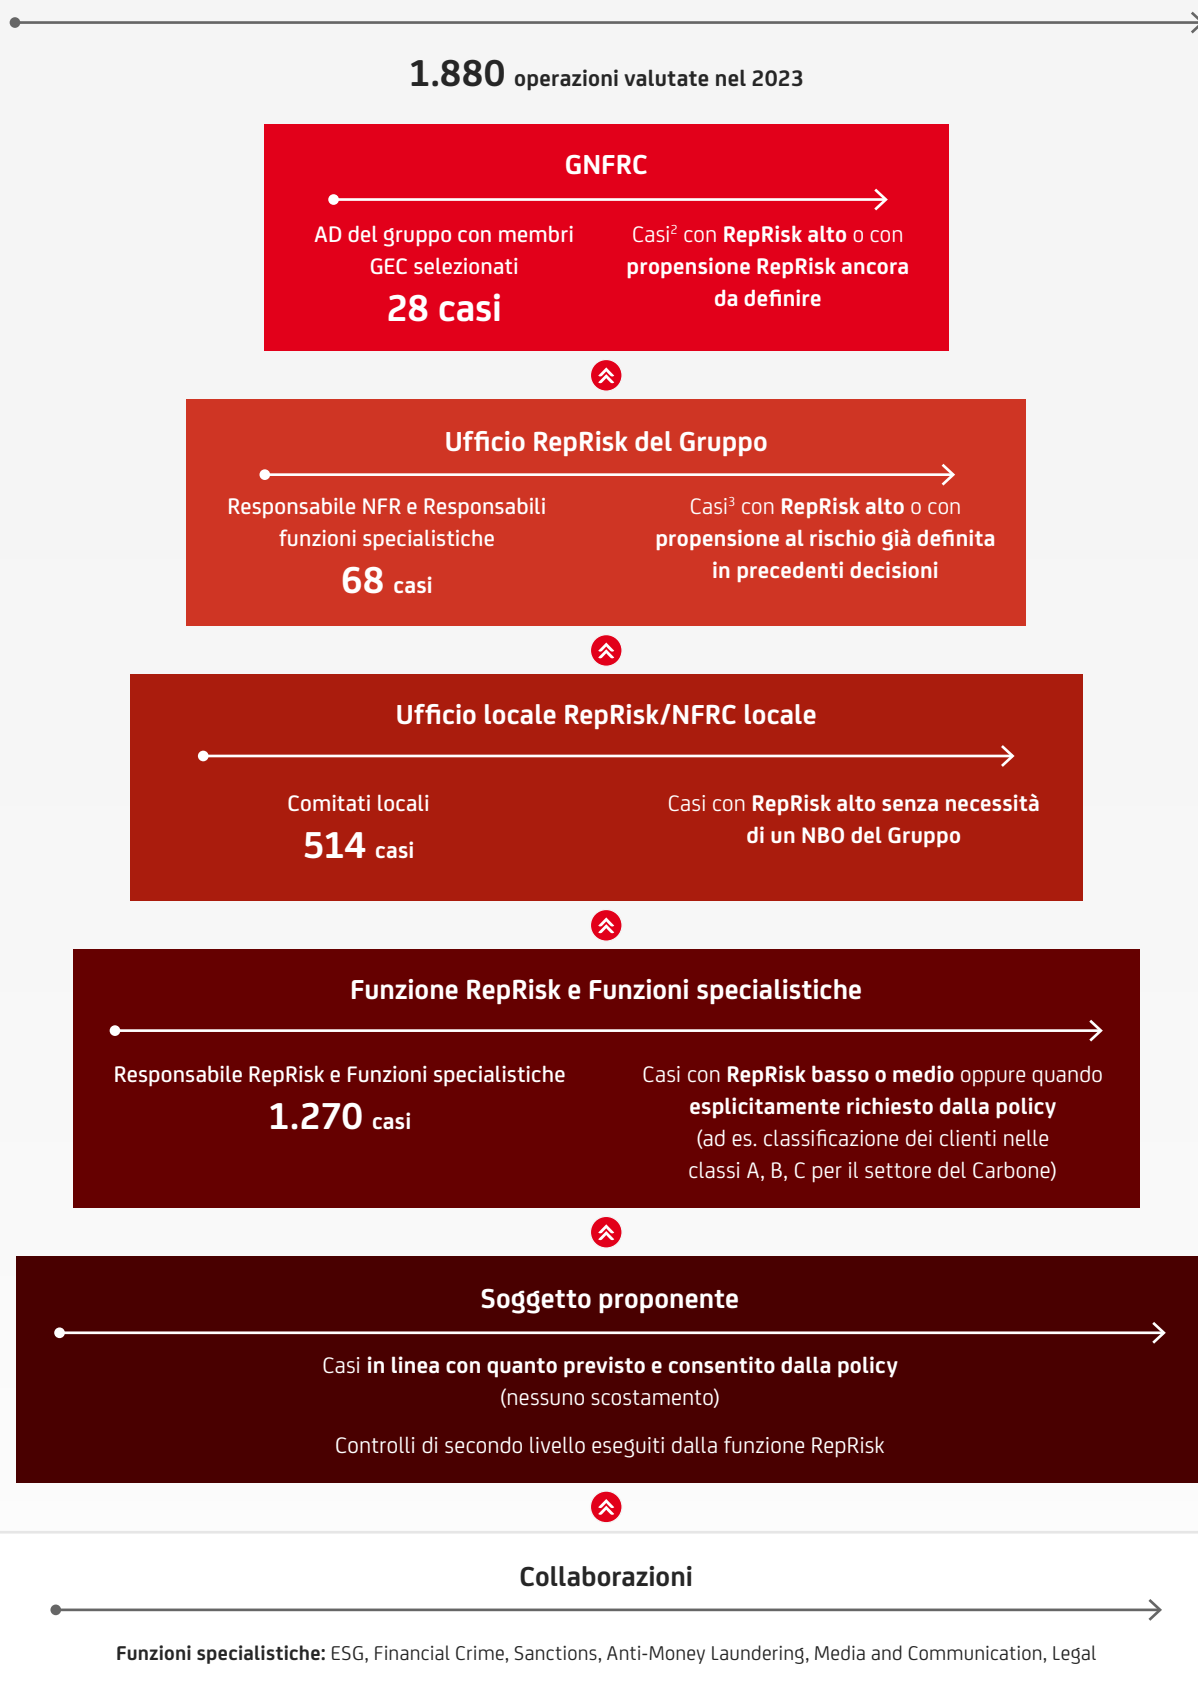 1.880 operazioni valutate nel 2023
GNFRC
AD del gruppo con membri
GEC selezionati
28 casi
Casi² con RepRisk alto o con
propensione RepRisk ancora
da definire
Ufficio RepRisk del Gruppo
Responsabile NFR e Responsabili
funzioni specialistiche
68 casi
Casi³ con RepRisk alto o con
propensione al rischio già definita
in precedenti decisioni
Ufficio locale RepRisk/NFRC locale
Comitati locali
514 casi
Casi con RepRisk alto senza necessità
di un NBO del Gruppo
Funzione RepRisk e Funzioni specialistiche
Responsabile RepRisk e Funzioni specialistiche
1.270 casi
Casi con RepRisk basso o medio oppure quando
esplicitamente richiesto dalla policy
(ad es. classificazione dei clienti nelle
classi A, B, C per il settore del Carbone)
Soggetto proponente
Casi in linea con quanto previsto e consentito dalla policy
(nessuno scostamento)
Controlli di secondo livello eseguiti dalla funzione RepRisk
Collaborazioni
Funzioni specialistiche: ESG, Financial Crime, Sanctions, Anti-Money Laundering, Media and Communication, Legal